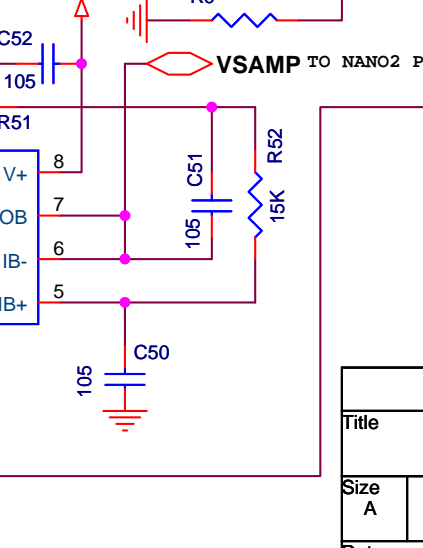 C52
VSAMP TO NANO2 P
105
R51
R52
C51
V+
8
15K
OB
7
105
IB-
6
IB+
5
C50
105
Title
Size
A